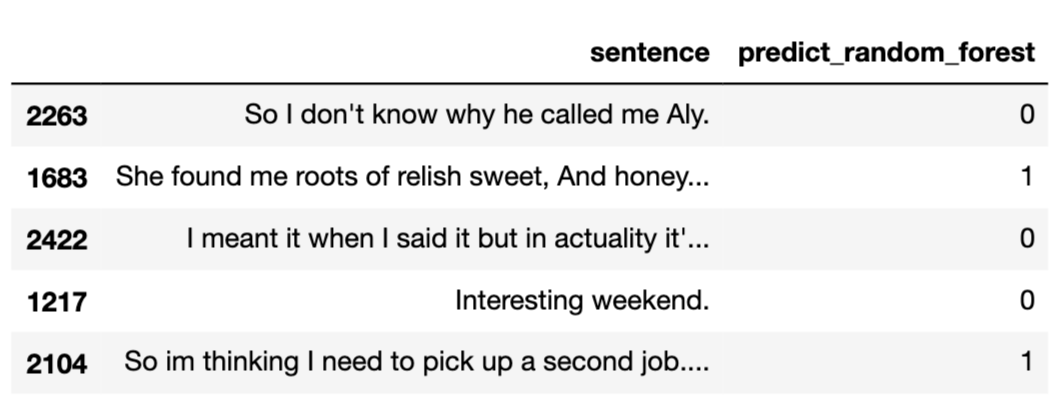 sentence predict_random_forest
2263 So I don't know why he called me Aly. 0
1683 She found me roots of relish sweet, And honey... 1
2422 I meant it when I said it but in actuality it'... 0
1217 Interesting weekend. 0
2104 So im thinking I need to pick up a second job.... 1